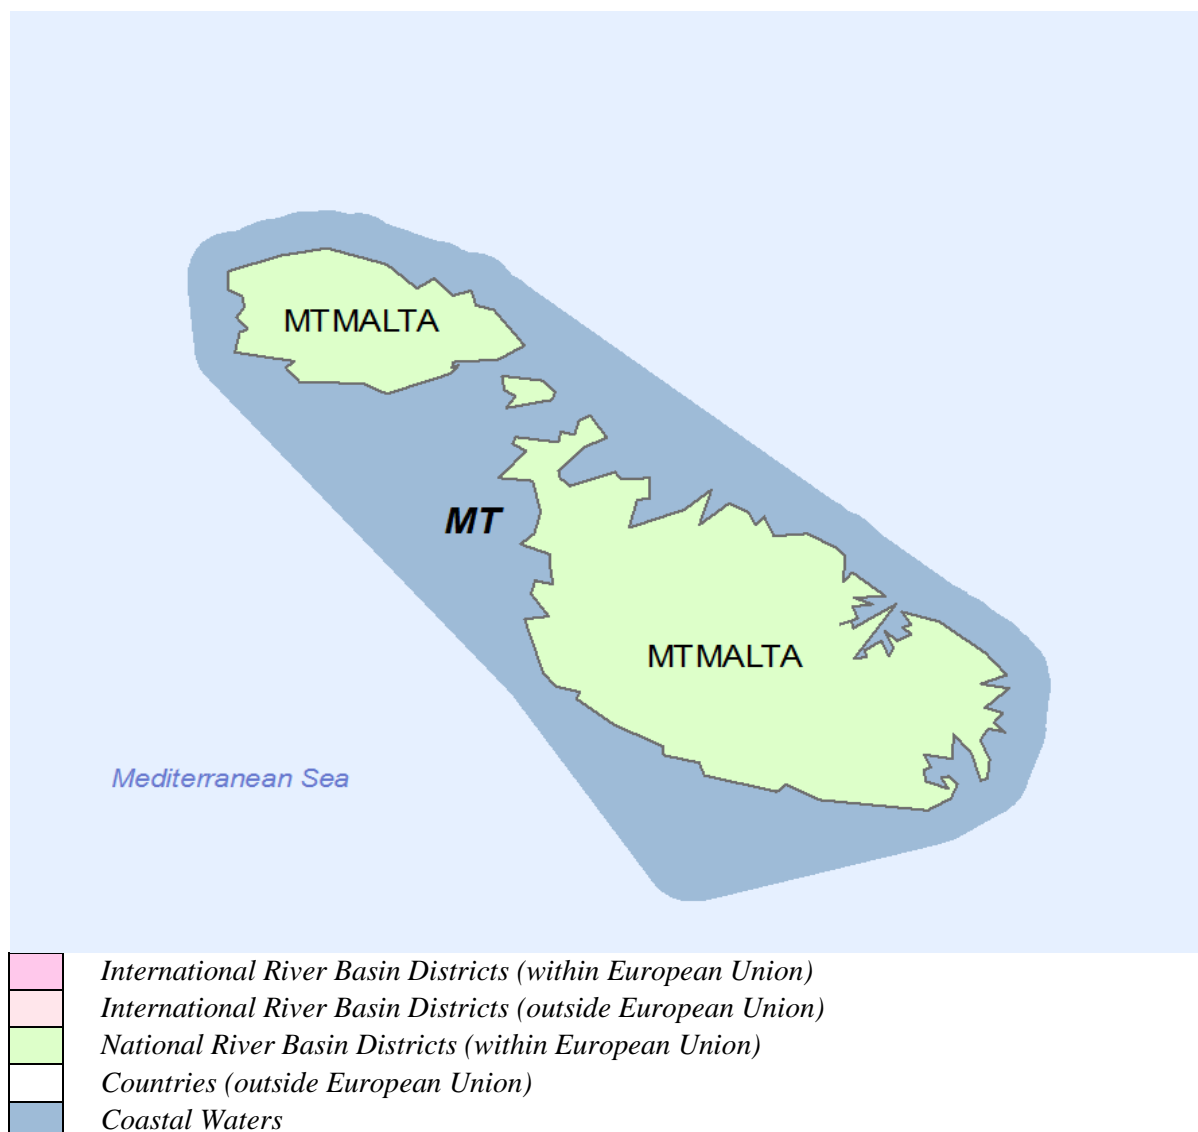 MTMALTA
MT
MTMALTA
Mediterranean Sea
International River Basin Districts (within European Union)
International River Basin Districts (outside European Union)
National River Basin Districts (within European Union)
Countries (outside European Union)
Coastal Waters